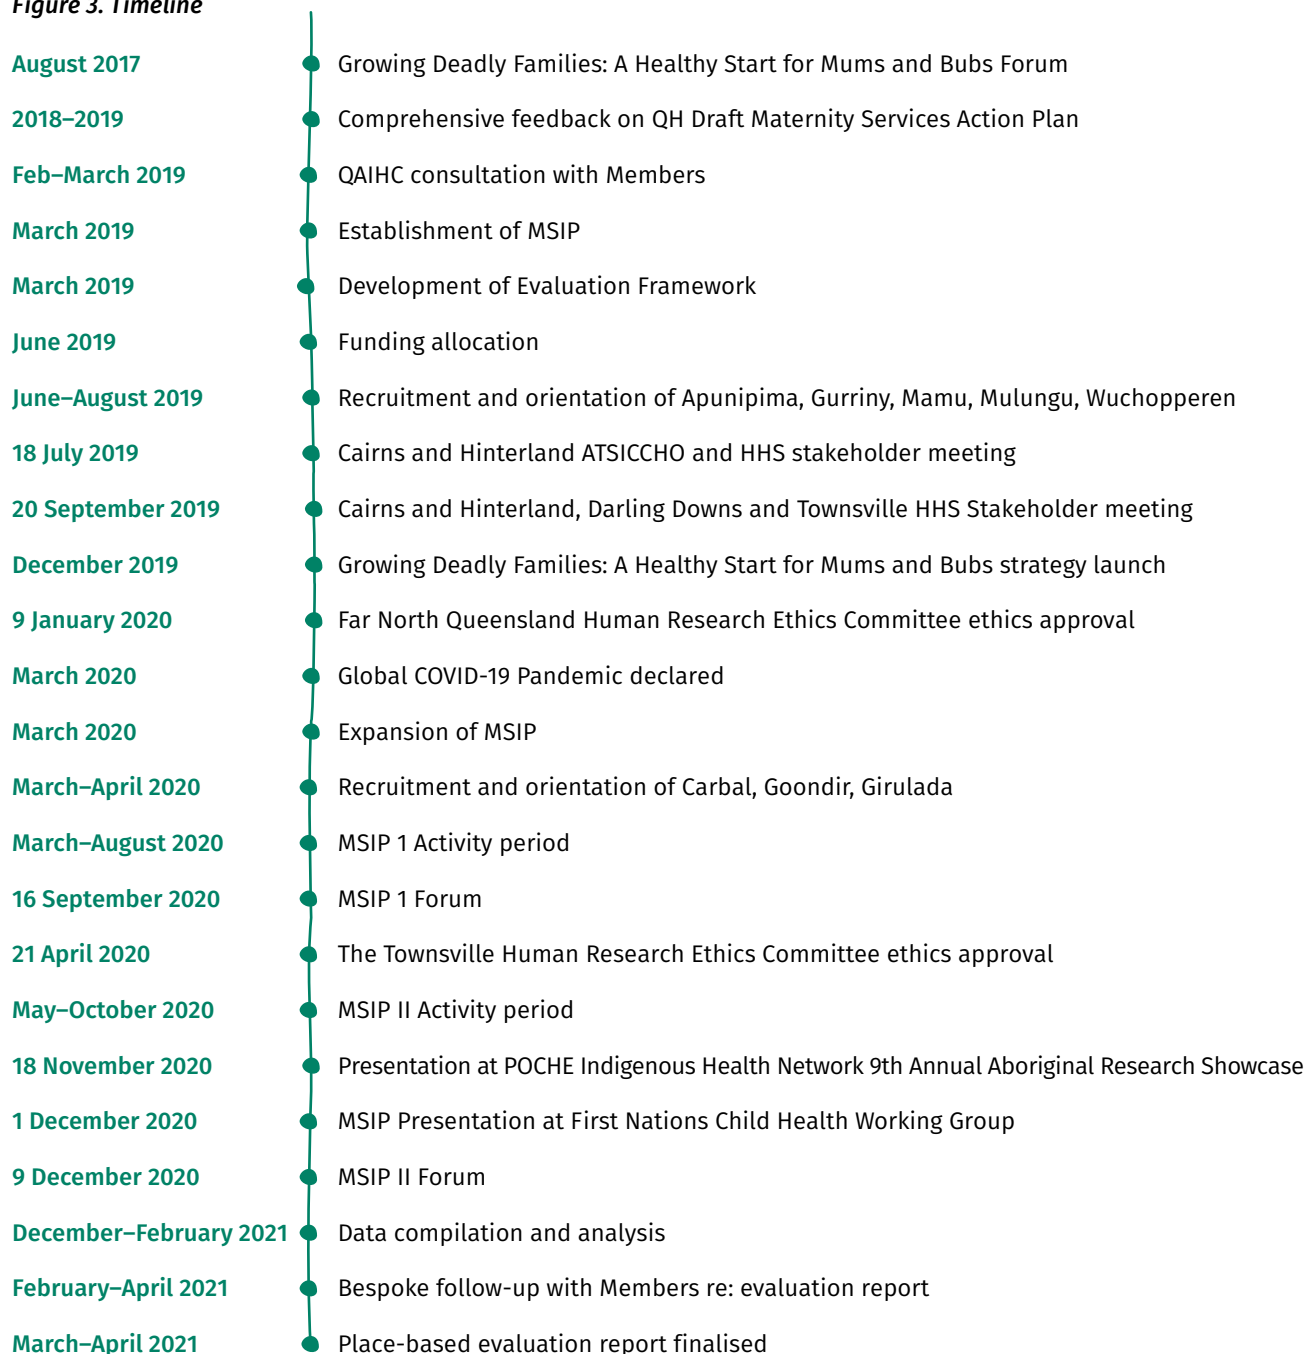 Figure 3. Timeline
August 2017 Growing Deadly Families: A Healthy Start for Mums and Bubs Forum
2018–2019 Comprehensive feedback on QH Draft Maternity Services Action Plan
Feb–March 2019 QAIHC consultation with Members
March 2019 Establishment of MSIP
March 2019 Development of Evaluation Framework
June 2019 Funding allocation
June–August 2019 Recruitment and orientation of Apunipima, Gurriny, Mamu, Mulungu, Wuchopperen
18 July 2019 Cairns and Hinterland ATSICCHO and HHS stakeholder meeting
20 September 2019 Cairns and Hinterland, Darling Downs and Townsville HHS Stakeholder meeting
December 2019 Growing Deadly Families: A Healthy Start for Mums and Bubs strategy launch
9 January 2020 Far North Queensland Human Research Ethics Committee ethics approval
March 2020 Global COVID-19 Pandemic declared
March 2020 Expansion of MSIP
March–April 2020 Recruitment and orientation of Carbal, Goondir, Girulada
March–August 2020 MSIP 1 Activity period
16 September 2020 MSIP 1 Forum
21 April 2020 The Townsville Human Research Ethics Committee ethics approval
May–October 2020 MSIP II Activity period
18 November 2020 Presentation at POCHE Indigenous Health Network 9th Annual Aboriginal Research Showcase
1 December 2020 MSIP Presentation at First Nations Child Health Working Group
9 December 2020 MSIP II Forum
December–February 2021 Data compilation and analysis
February–April 2021 Bespoke follow-up with Members re: evaluation report
March–April 2021 Place-based evaluation report finalised